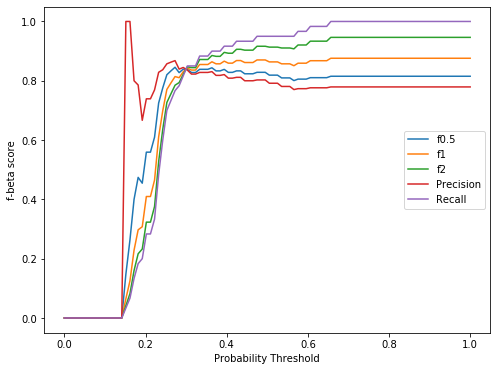 1.0
0.8
0.6
0.4
0.2
0.0
f-beta score
0.0 0.2 0.4 0.6 0.8 1.0
Probability Threshold
f0.5
f1
f2
Precision
Recall